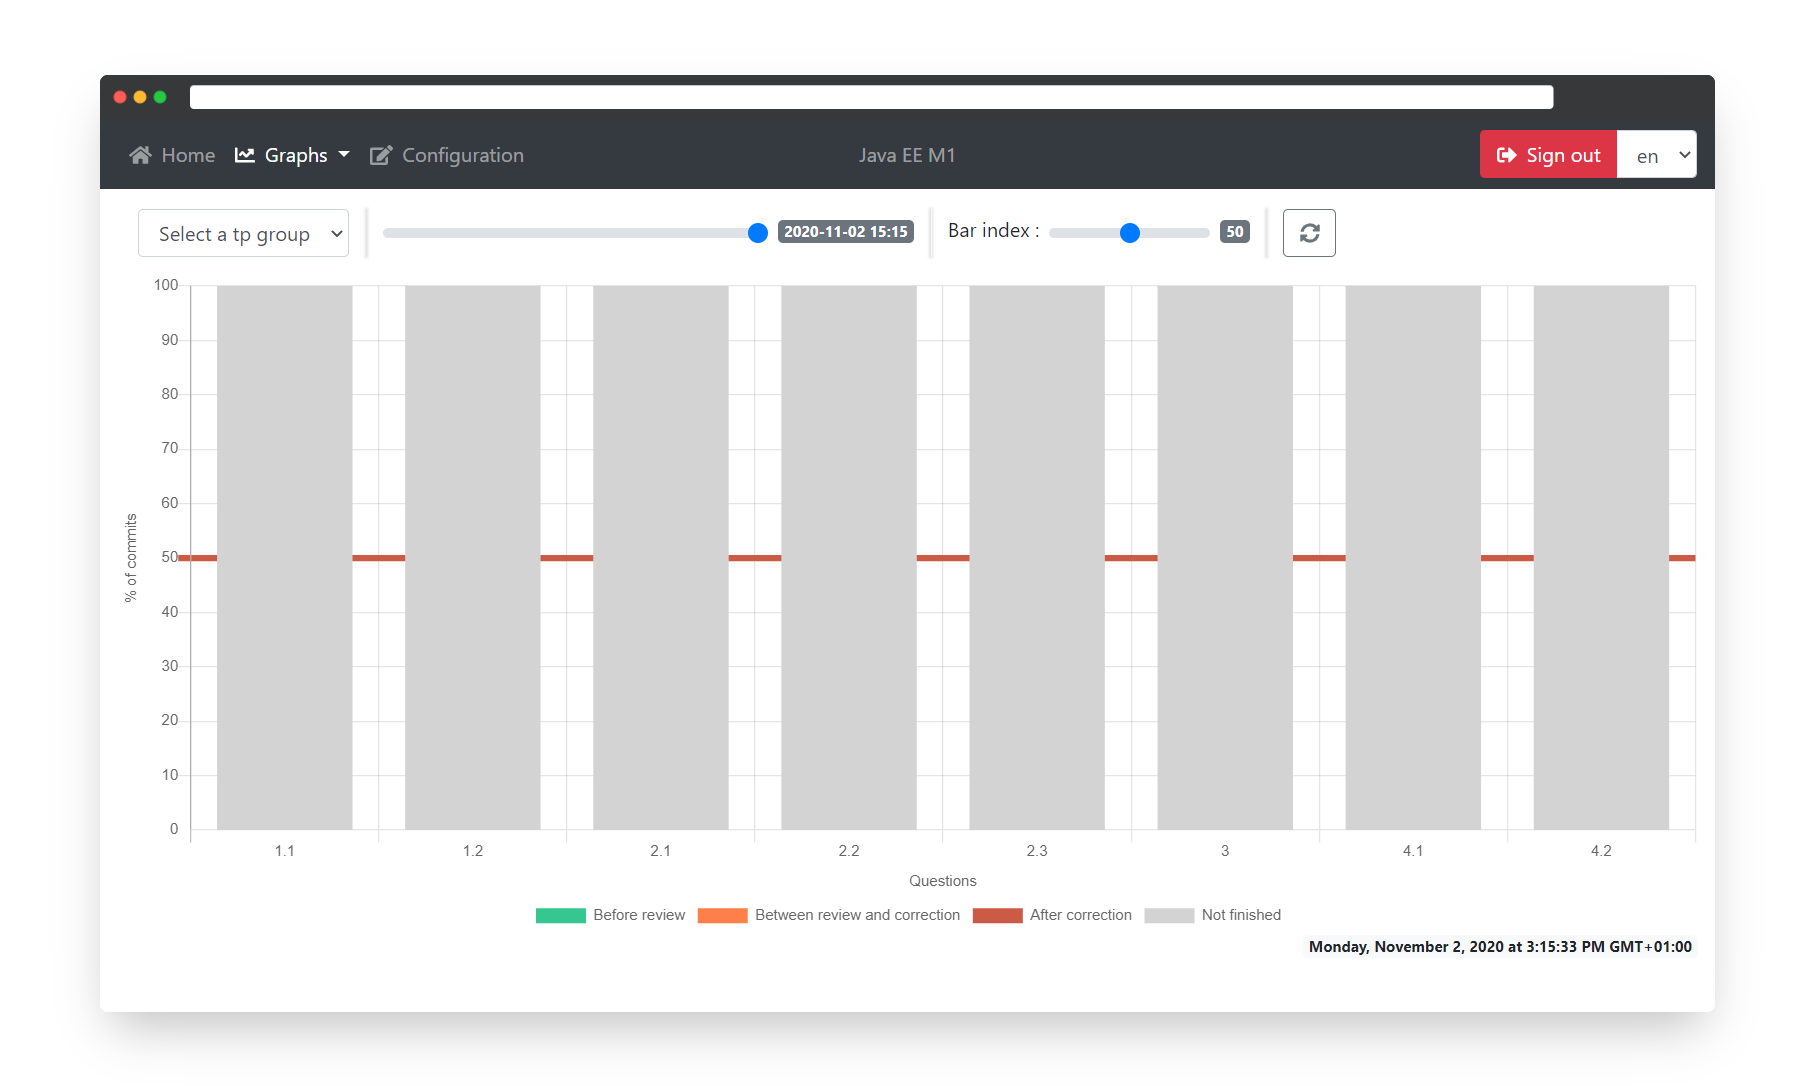 Home Graphs Configuration Java EE M1 Sign out en
Select a tp group 2020-11-02 15:15 Bar index : 50
100
90
80
70
60
50
40
30
20
10
0
% of commits
1.1 1.2 2.1 2.2 2.3 3 4.1 4.2
Questions
Before review Between review and correction After correction Not finished
Monday, November 2, 2020 at 3:15:33 PM GMT+01:00